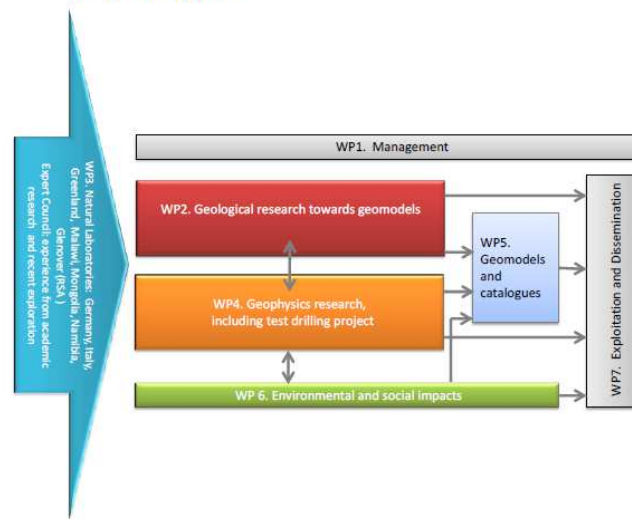 WP3. Natural Laboratories: Germany, Italy,
Greenland, Malawi, Mongolia, Namibia,
Glenover (RSA)
Expert Council: experience from academic
research and recent exploration
WP1. Management
WP2. Geological research towards geomodels
WP4. Geophysics research,
including test drilling project
WP 6. Environmental and social impacts
WP5.
Geomodels
and
catalogues
WP7. Exploitation and Dissemination